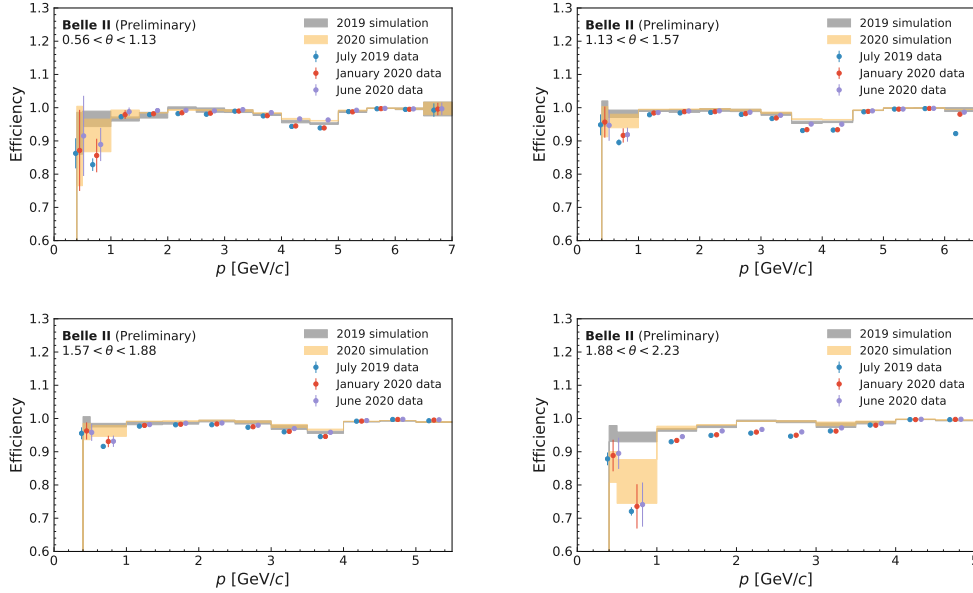 Belle II (Preliminary)
0.56 < θ < 1.13
2019 simulation
2020 simulation
July 2019 data
January 2020 data
June 2020 data
Efficiency
1.3
1.2
1.1
1.0
0.9
0.8
0.7
0.6
0 1 2 3 4 5 6 7
p [GeV/c]
Belle II (Preliminary)
1.13 < θ < 1.57
2019 simulation
2020 simulation
July 2019 data
January 2020 data
June 2020 data
Efficiency
1.3
1.2
1.1
1.0
0.9
0.8
0.7
0.6
0 1 2 3 4 5 6
p [GeV/c]
Belle II (Preliminary)
1.57 < θ < 1.88
2019 simulation
2020 simulation
July 2019 data
January 2020 data
June 2020 data
Efficiency
1.3
1.2
1.1
1.0
0.9
0.8
0.7
0.6
0 1 2 3 4 5
p [GeV/c]
Belle II (Preliminary)
1.88 < θ < 2.23
2019 simulation
2020 simulation
July 2019 data
January 2020 data
June 2020 data
Efficiency
1.3
1.2
1.1
1.0
0.9
0.8
0.7
0.6
0 1 2 3 4 5
p [GeV/c]